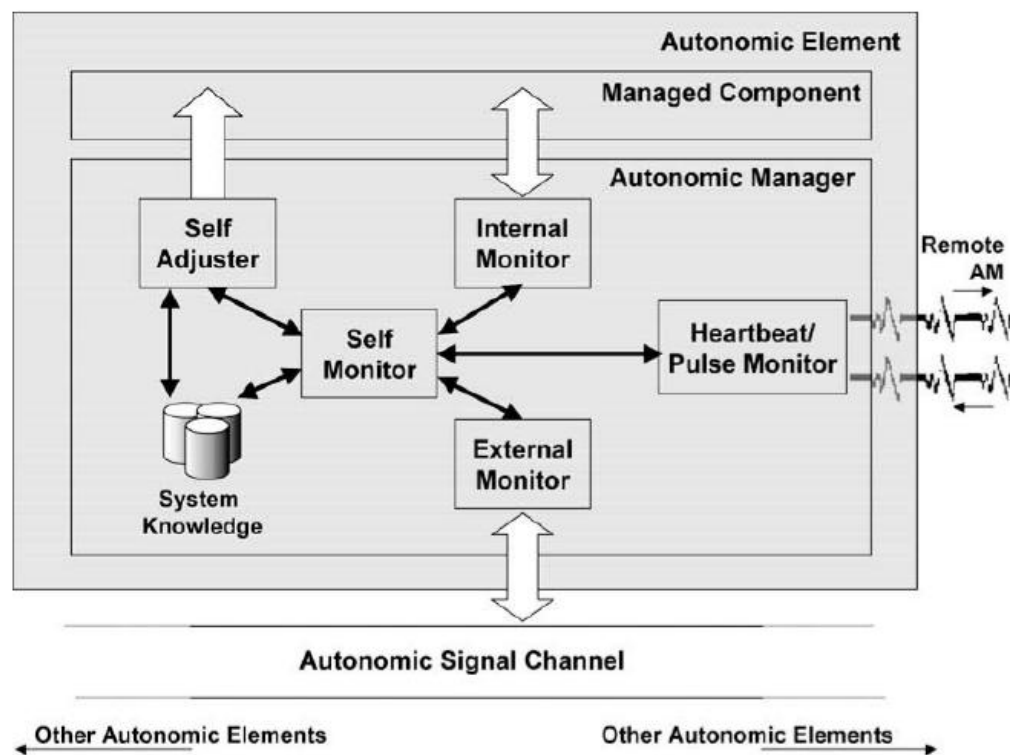 Autonomic Element
Managed Component
Autonomic Manager
Self
Adjuster
Internal
Monitor
Remote
AM
Self
Monitor
Heartbeat/
Pulse Monitor
External
Monitor
System
Knowledge
Autonomic Signal Channel
Other Autonomic Elements
Other Autonomic Elements